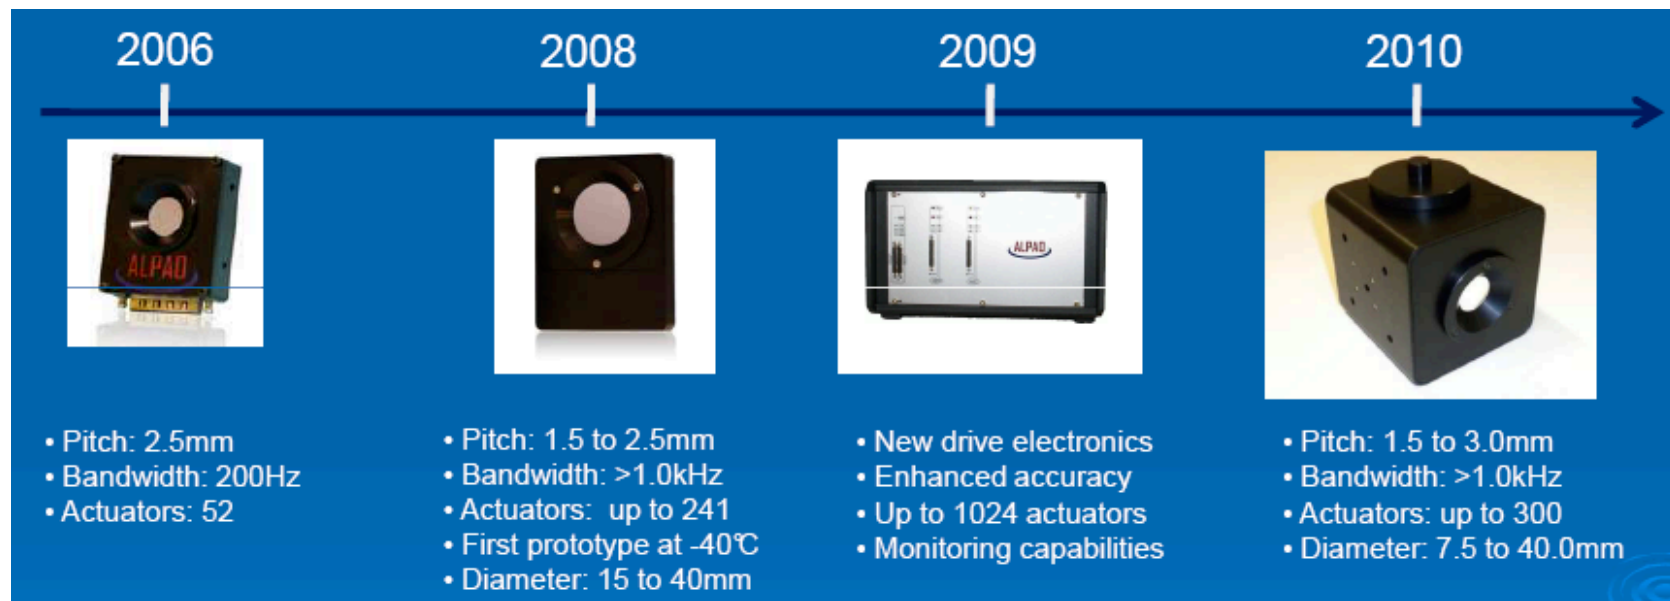 2006
2008
2009
2010
ALPAO
ALPAO
• Pitch: 2.5mm
• Bandwidth: 200Hz
• Actuators: 52
• Pitch: 1.5 to 2.5mm
• Bandwidth: >1.0kHz
• Actuators:  up to 241
• First prototype at -40°C
• Diameter: 15 to 40mm
• New drive electronics
• Enhanced accuracy
• Up to 1024 actuators
• Monitoring capabilities
• Pitch: 1.5 to 3.0mm
• Bandwidth: >1.0kHz
• Actuators: up to 300
• Diameter: 7.5 to 40.0mm